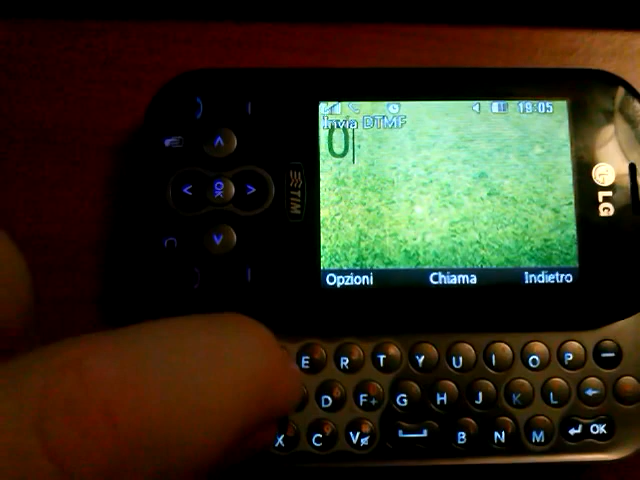 19:05
Invia DTMF
0
Opzioni Chiama Indietro
OK
TIM
LG
E R T Y U I O P -
D F+ G H J K L
X C V B N M OK